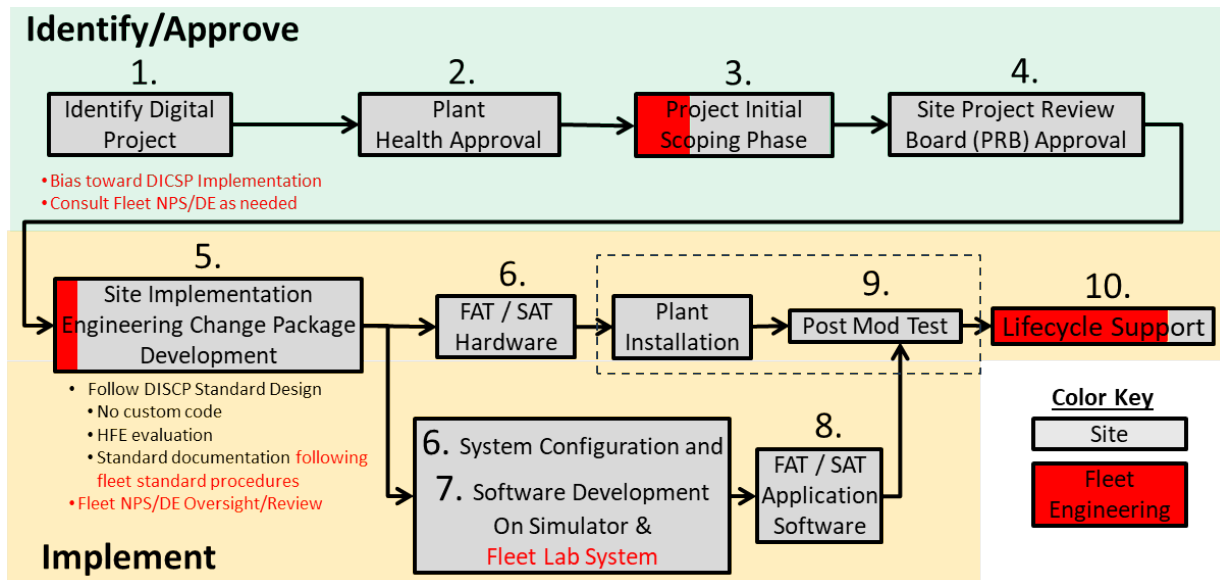 Identify/Approve
1.
Identify Digital
Project
2.
Plant
Health Approval
3.
Project Initial
Scoping Phase
4.
Site Project Review
Board (PRB) Approval
•Bias toward DICSP Implementation
•Consult Fleet NPS/DE as needed
5.
Site Implementation
Engineering Change Package
Development
6.
FAT / SAT
Hardware
Plant
Installation
9.
Post Mod Test
10.
Lifecycle Support
• Follow DISCP Standard Design
•No custom code
•HFE evaluation
•Standard documentation following
fleet standard procedures
•Fleet NPS/DE Oversight/Review
6. System Configuration and
7. Software Development
On Simulator &
Fleet Lab System
8.
FAT / SAT
Application
Software
Color Key
Site
Fleet
Engineering
Implement